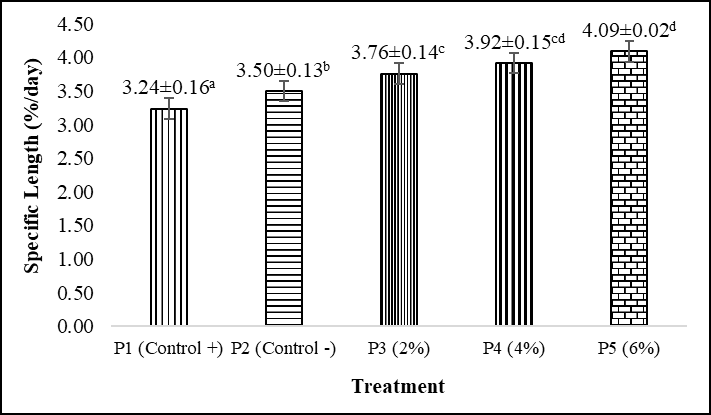 4.50
4.00
3.50
3.00
2.50
2.00
1.50
1.00
0.50
0.00
Specific Length (%/day)
3.24±0.16ᵃ
3.50±0.13ᵇ
3.76±0.14ᶜ
3.92±0.15ᶜᵈ
4.09±0.02ᵈ
P1 (Control +) P2 (Control -) P3 (2%) P4 (4%) P5 (6%)
Treatment